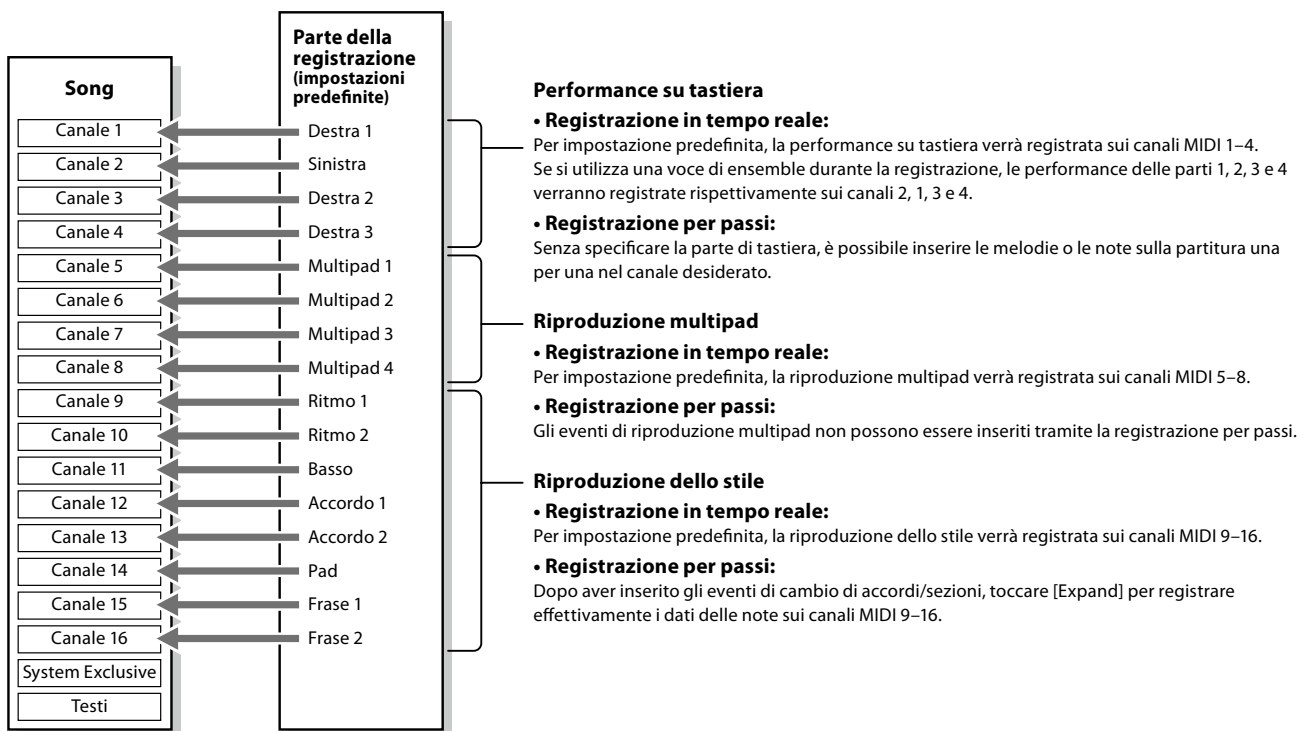 Song
Canale 1
Canale 2
Canale 3
Canale 4
Canale 5
Canale 6
Canale 7
Canale 8
Canale 9
Canale 10
Canale 11
Canale 12
Canale 13
Canale 14
Canale 15
Canale 16
System Exclusive
Testi
Parte della
registrazione
(impostazioni
predefinite)
Destra 1
Sinistra
Destra 2
Destra 3
Multipad 1
Multipad 2
Multipad 3
Multipad 4
Ritmo 1
Ritmo 2
Basso
Accordo 1
Accordo 2
Pad
Frase 1
Frase 2
Performance su tastiera
• Registrazione in tempo reale:
Per impostazione predefinita, la performance su tastiera verrà registrata sui canali MIDI 1–4.
Se si utilizza una voce di ensemble durante la registrazione, le performance delle parti 1, 2, 3 e 4
verranno registrate rispettivamente sui canali 2, 1, 3 e 4.
• Registrazione per passi:
Senza specificare la parte di tastiera, è possibile inserire le melodie o le note sulla partitura una
per una nel canale desiderato.
Riproduzione multipad
• Registrazione in tempo reale:
Per impostazione predefinita, la riproduzione multipad verrà registrata sui canali MIDI 5–8.
• Registrazione per passi:
Gli eventi di riproduzione multipad non possono essere inseriti tramite la registrazione per passi.
Riproduzione dello stile
• Registrazione in tempo reale:
Per impostazione predefinita, la riproduzione dello stile verrà registrata sui canali MIDI 9–16.
• Registrazione per passi:
Dopo aver inserito gli eventi di cambio di accordi/sezioni, toccare [Expand] per registrare
effettivamente i dati delle note sui canali MIDI 9–16.